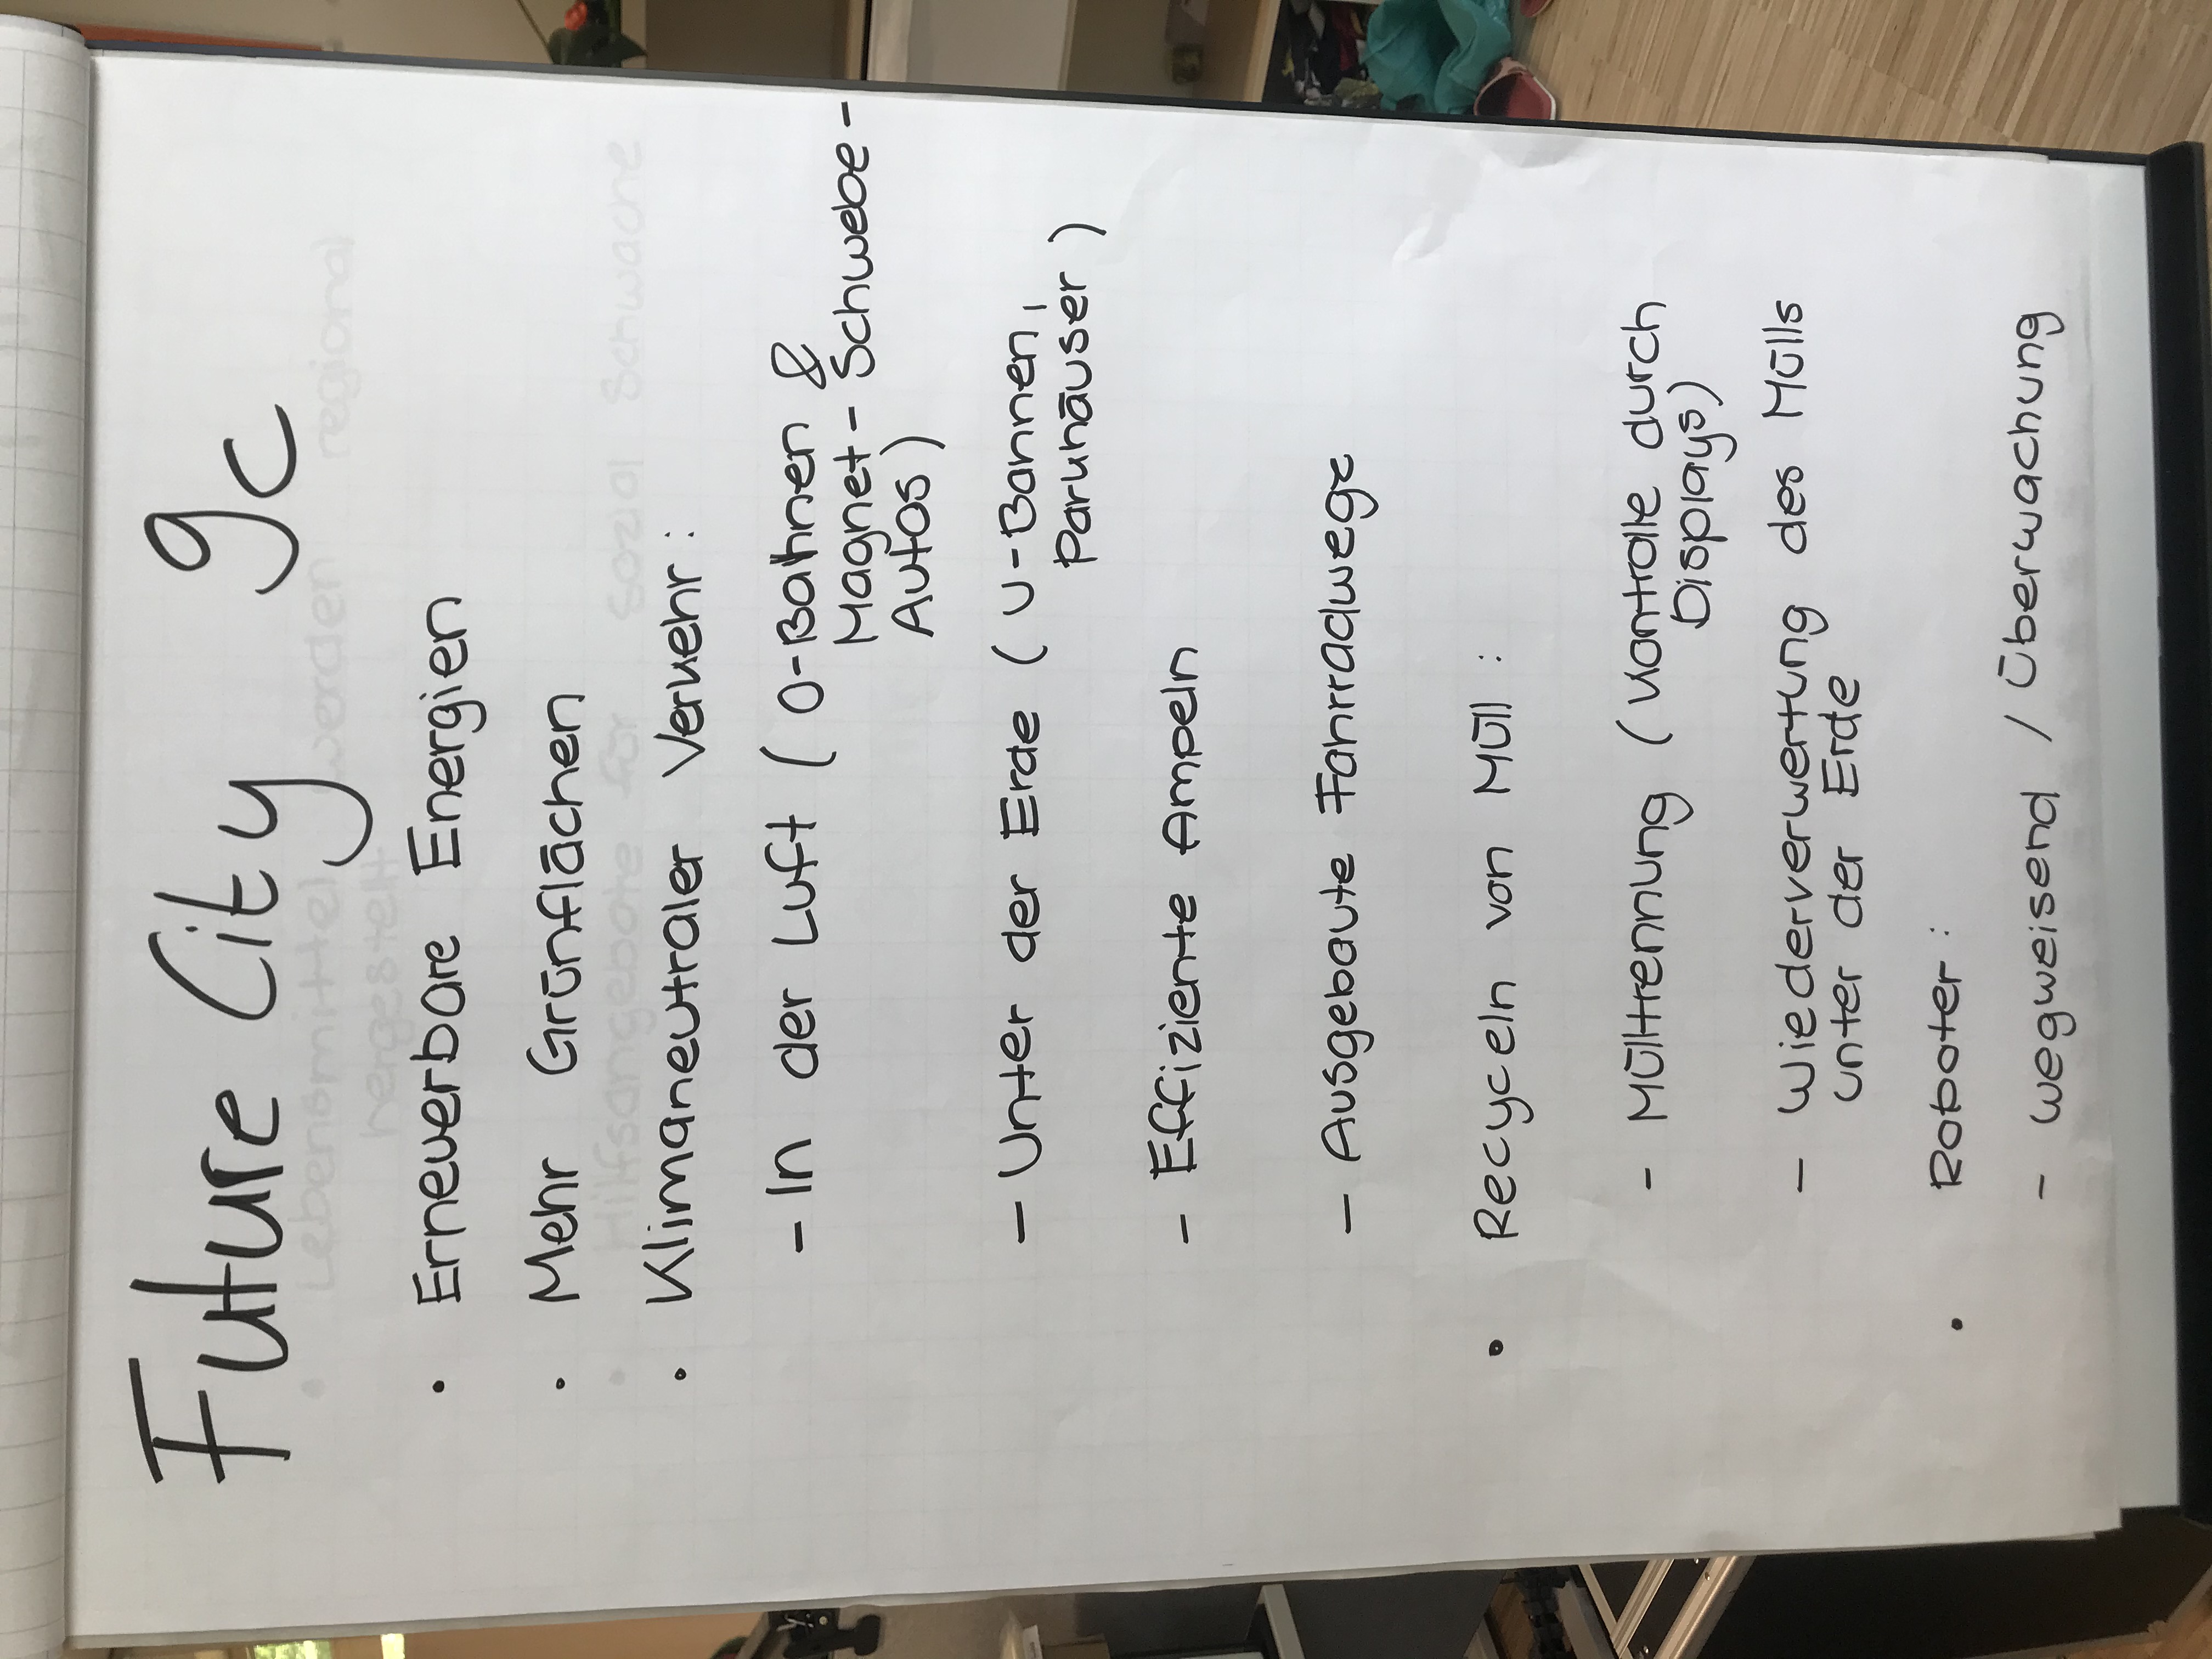 Future City 9c
• Lebensmittel werden regional
hergestellt
• Erneuerbare Energien
• Mehr Grünflächen
• Hilfsangebote für sozial Schwache
• Klimaneutraler Verkehr:
- In der Luft (O-Bahnen &
Magnet-Schwebe-
Autos)
- Unter der Erde (U-Bahnen,
Parkhäuser)
- Effiziente Ampeln
- Ausgebaute Fahrradwege
• Recyceln von Müll:
- Mülltrennung (Kontrolle durch
Displays)
- Wiederverwertung des Mülls
unter der Erde
• Roboter:
- wegweisend / Überwachung